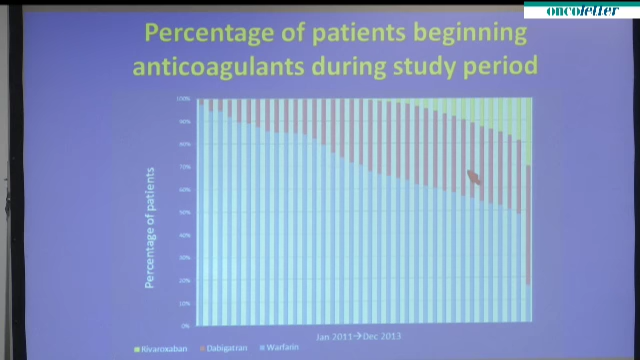 oncoletter
Percentage of patients beginning
anticoagulants during study period
Percentage of patients
100%
90%
80%
70%
60%
50%
40%
30%
20%
10%
0%
Jan 2011→Dec 2013
Rivaroxaban Dabigatran Warfarin